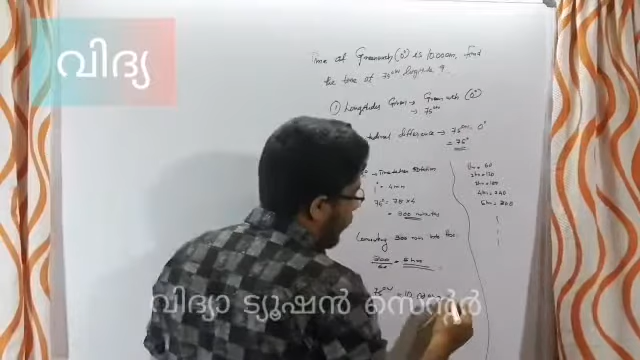 വിദ്യ
Time at Greenwich (0°) is 10:00am, find
the time at 75° longitude ?
① Longitudes Given → Greenwich (0°)
→ 75°
difference → 75° - 0°
= 75°
1° = 4 min
75° = 75 × 4
= 300 minutes
Converting 300 min into hrs.
300/60 = 5 hrs
1hr = 60
2hr = 120
3hr = 180
4hr = 240
5hr = 300
വിദ്യാ ട്യൂഷൻ സെന്റർ